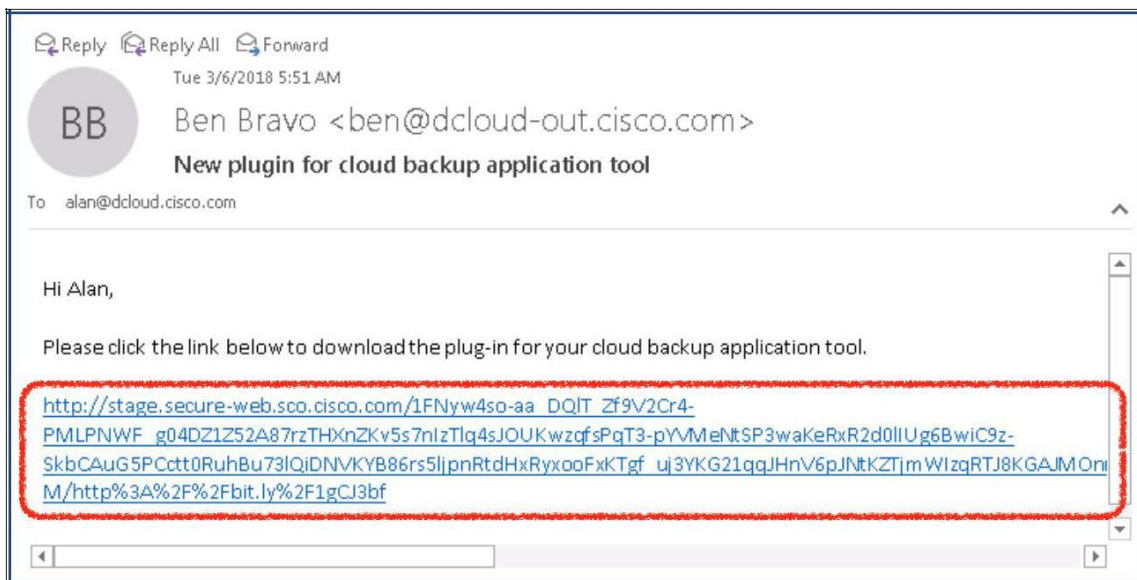 Reply Reply All Forward
Tue 3/6/2018 5:51 AM
BB
Ben Bravo <ben@dcloud-out.cisco.com>
New plugin for cloud backup application tool
To alan@dcloud.cisco.com
Hi Alan,
Please click the link below to download the plug-in for your cloud backup application tool.
http://stage.secure-web.sco.cisco.com/1FNyw4so-aa_DQlT_Zf9V2Cr4-
PMLPNWF_g04DZ1Z52A87rzTHXnZKv5s7nIzTlq4sJOUKwzqfsPqT3-pYVMeNtSP3waKeRxR2d0lIUg6BwiC9z-
SkbCAuG5PCctt0RuhBu73lQiDNVKYB86rs5ljpnRtdHxRyxooFxKTgf_uj3YKG21qqJHnV6pJNtKZTjmWIzqRTJ8KGAJMOn
M/http%3A%2F%2Fbit.ly%2F1gCJ3bf